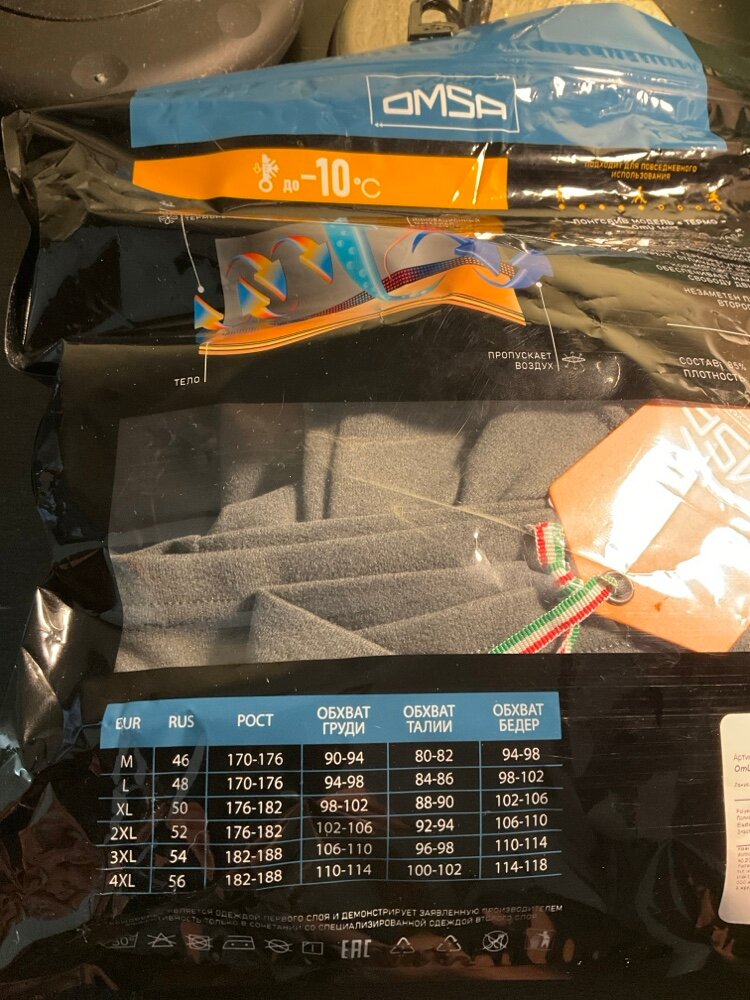 OMSA
до -10°C
ПОДХОДИТ ДЛЯ ПОВСЕДНЕВНОГО
ИСПОЛЬЗОВАНИЯ
ЛОНГСЛИВ МОДЕЛЬ «ТЕРМО»
СВОБОДУ
НЕЗАМЕТЕН
ТЕЛО
ПРОПУСКАЕТ
ВОЗДУХ
СОСТАВ:
EUR RUS РОСТ ОБХВАТ ГРУДИ ОБХВАТ ТАЛИИ ОБХВАТ БЕДЕР
M 46 170-176 90-94 80-82 94-98
L 48 170-176 94-98 84-86 98-102
XL 50 176-182 98-102 88-90 102-106
2XL 52 176-182 102-106 92-94 106-110
3XL 54 182-188 106-110 96-98 110-114
4XL 56 182-188 110-114 100-102 114-118
ОДЕЖДОЙ ПЕРВОГО СЛОЯ И ДЕМОНСТРИРУЕТ ЗАЯВЛЕННУЮ ПРОИЗВОДИТЕЛЕМ
ТОЛЬКО В СОЧЕТАНИИ СО СПЕЦИАЛИЗИРОВАННОЙ ОДЕЖДОЙ ВТОРОГО СЛОЯ
30° EAC